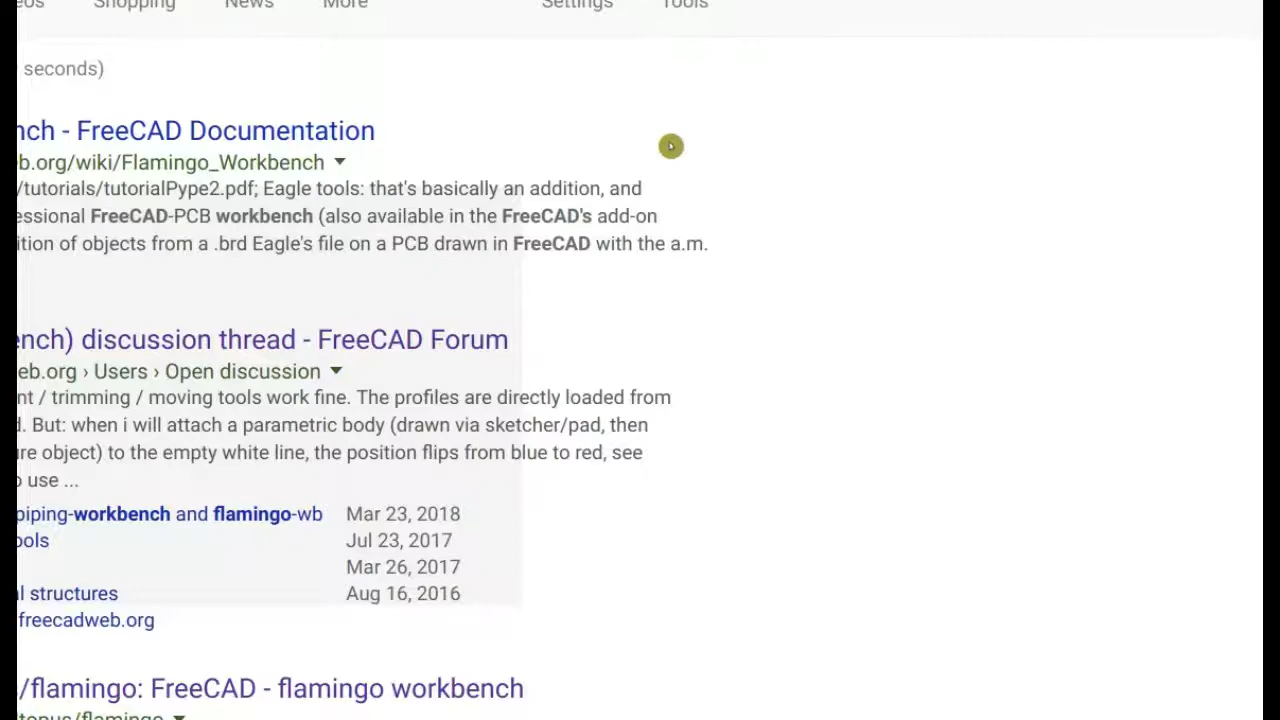 Shopping News More Settings Tools
seconds)
nch - FreeCAD Documentation
b.org/wiki/Flamingo_Workbench
/tutorials/tutorialPype2.pdf; Eagle tools: that's basically an addition, and
essional FreeCAD-PCB workbench (also available in the FreeCAD's add-on
ition of objects from a .brd Eagle's file on a PCB drawn in FreeCAD with the a.m.
ench) discussion thread - FreeCAD Forum
eb.org › Users › Open discussion
nt / trimming / moving tools work fine. The profiles are directly loaded from
d. But: when i will attach a parametric body (drawn via sketcher/pad, then
ure object) to the empty white line, the position flips from blue to red, see
o use ...
piping-workbench and flamingo-wb Mar 23, 2018
ools Jul 23, 2017
Mar 26, 2017
al structures Aug 16, 2016
freecadweb.org
/flamingo: FreeCAD - flamingo workbench
topus/flamingo